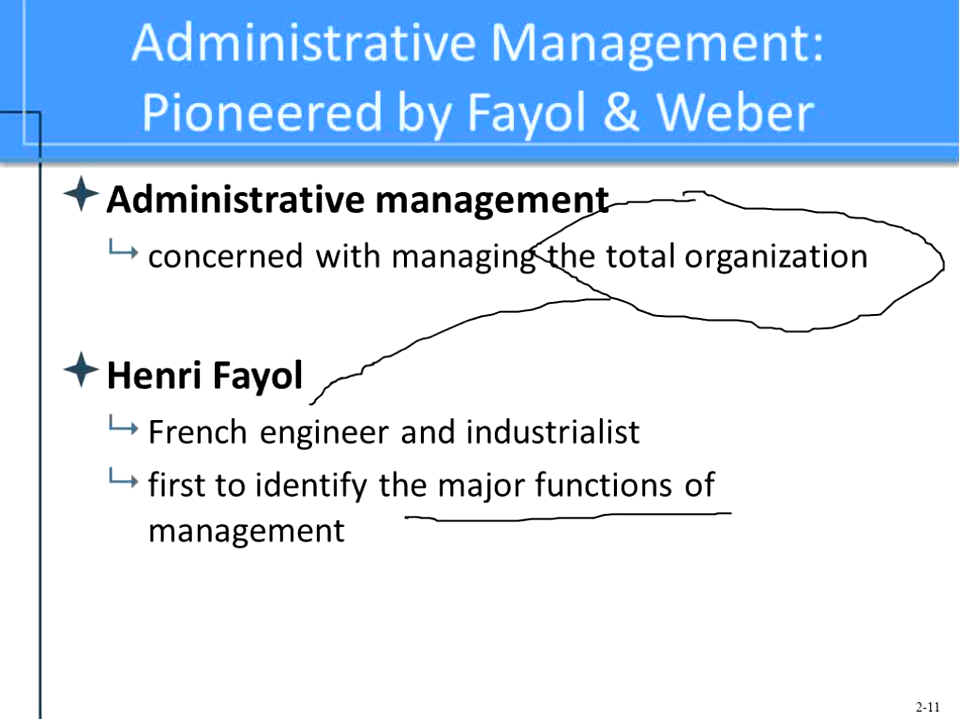 Administrative Management:
Pioneered by Fayol & Weber
Administrative management
concerned with managing the total organization
Henri Fayol
French engineer and industrialist
first to identify the major functions of
management
2-11